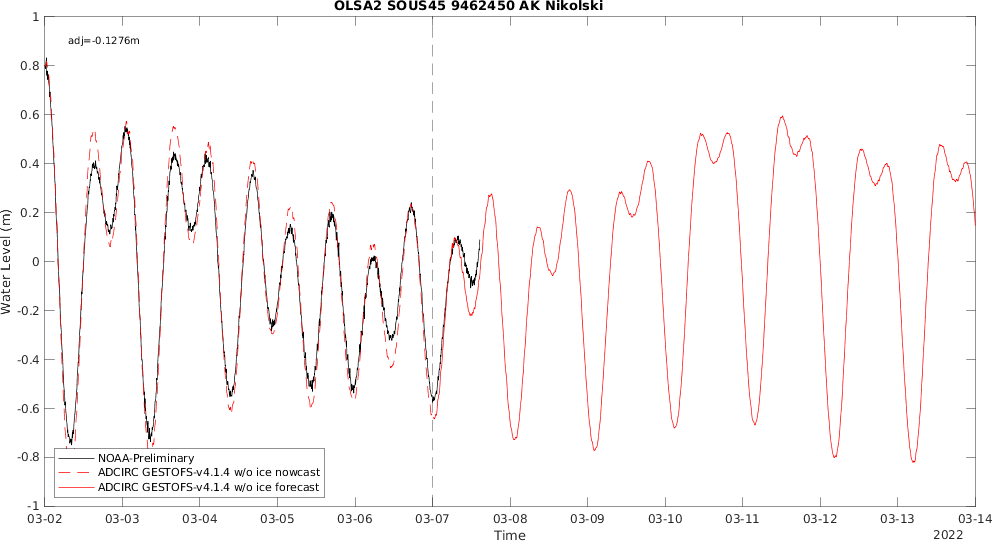 OLSA2 SOUS45 9462450 AK Nikolski
adj=-0.1276m
1
0.8
0.6
0.4
0.2
0
-0.2
-0.4
-0.6
-0.8
-1
Water Level (m)
NOAA-Preliminary
ADCIRC GESTOFS-v4.1.4 w/o ice nowcast
ADCIRC GESTOFS-v4.1.4 w/o ice forecast
03-02 03-03 03-04 03-05 03-06 03-07 03-08 03-09 03-10 03-11 03-12 03-13 03-14
Time
2022